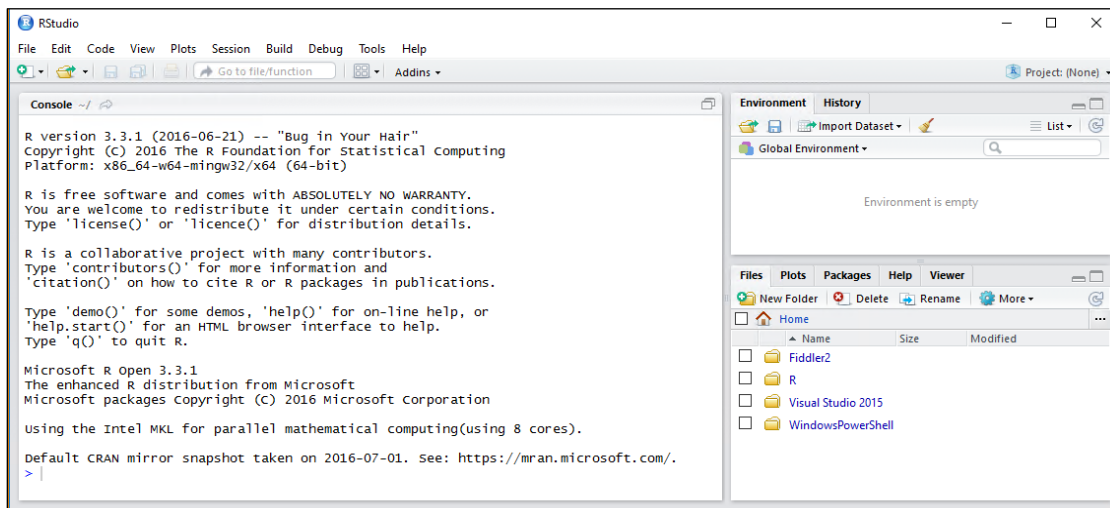 RStudio
File Edit Code View Plots Session Build Debug Tools Help
Go to file/function Addins Project: (None)
Console ~/
R version 3.3.1 (2016-06-21) -- "Bug in Your Hair"
Copyright (C) 2016 The R Foundation for Statistical Computing
Platform: x86_64-w64-mingw32/x64 (64-bit)
R is free software and comes with ABSOLUTELY NO WARRANTY.
You are welcome to redistribute it under certain conditions.
Type 'license()' or 'licence()' for distribution details.
R is a collaborative project with many contributors.
Type 'contributors()' for more information and
'citation()' on how to cite R or R packages in publications.
Type 'demo()' for some demos, 'help()' for on-line help, or
'help.start()' for an HTML browser interface to help.
Type 'q()' to quit R.
Microsoft R Open 3.3.1
The enhanced R distribution from Microsoft
Microsoft packages Copyright (C) 2016 Microsoft Corporation
Using the Intel MKL for parallel mathematical computing(using 8 cores).
Default CRAN mirror snapshot taken on 2016-07-01. See: https://mran.microsoft.com/.
>
Environment History
Import Dataset List
Global Environment
Environment is empty
Files Plots Packages Help Viewer
New Folder Delete Rename More
Home ...
Name Size Modified
Fiddler2
R
Visual Studio 2015
WindowsPowerShell